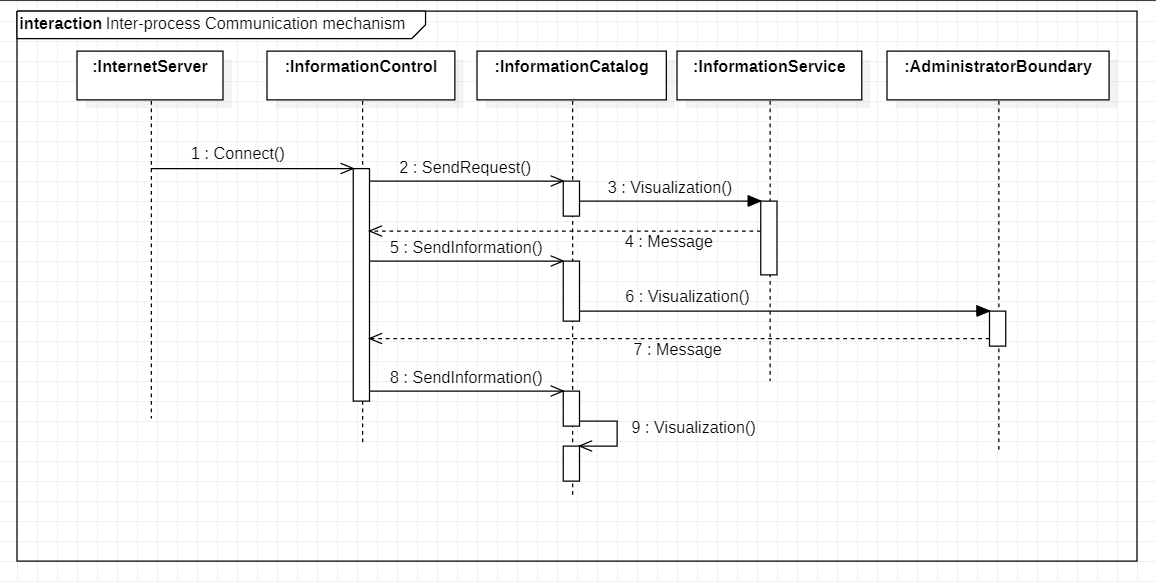 interaction Inter-process Communication mechanism
:InternetServer
:InformationControl
:InformationCatalog
:InformationService
:AdministratorBoundary
1 : Connect()
2 : SendRequest()
3 : Visualization()
4 : Message
5 : SendInformation()
6 : Visualization()
7 : Message
8 : SendInformation()
9 : Visualization()